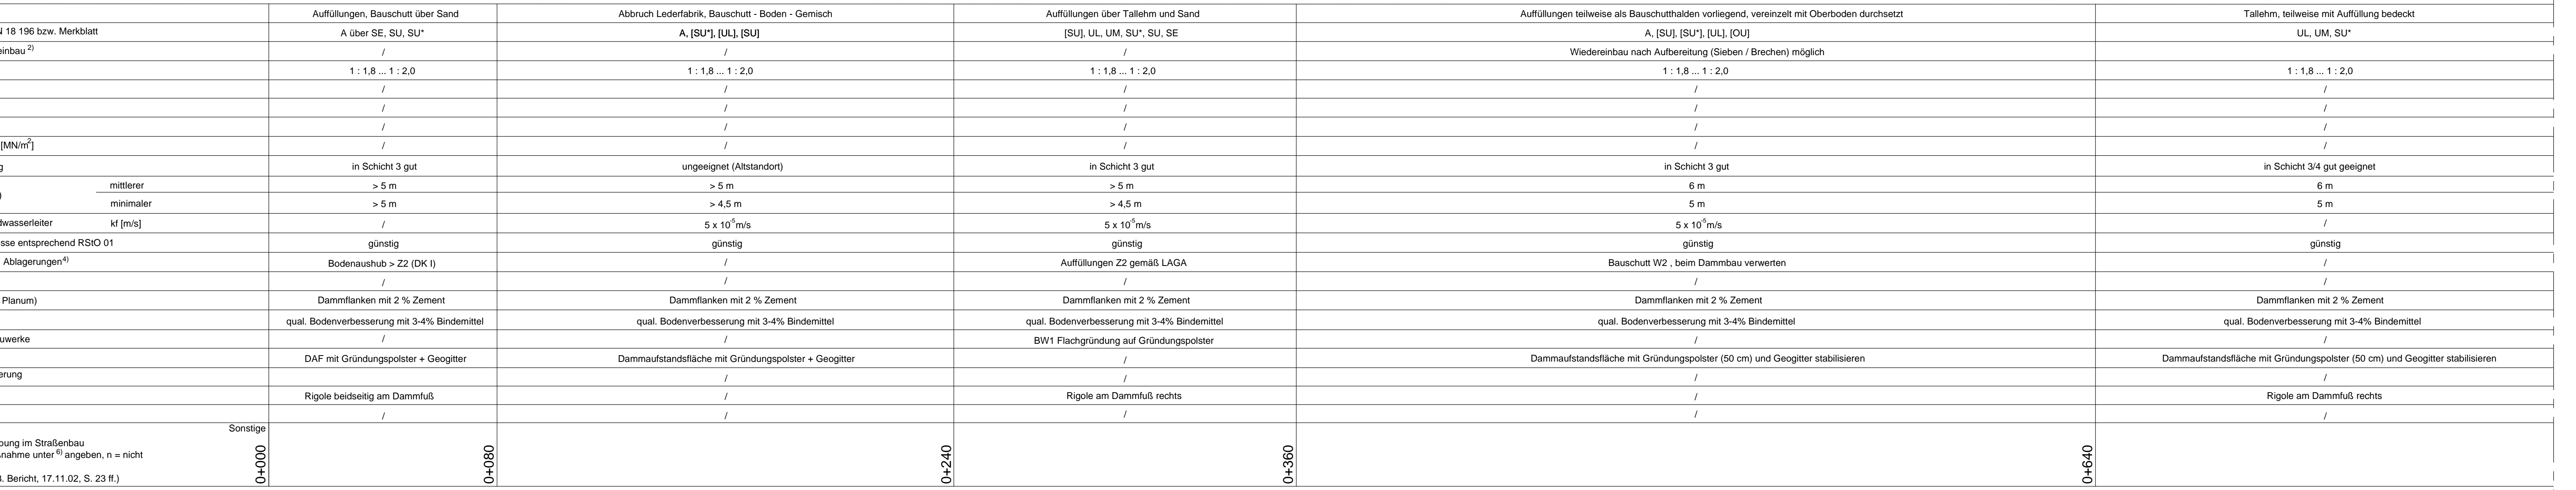 Auffüllungen, Bauschutt über Sand Abbruch Lederfabrik, Bauschutt - Boden - Gemisch Auffüllungen über Tallehm und Sand Auffüllungen teilweise als Bauschutthalden vorliegend, vereinzelt mit Oberboden durchsetzt Tallehm, teilweise mit Auffüllung bedeckt
18 196 bzw. Merkblatt A über SE, SU, SU* A, [SU*], [UL], [SU] [SU], UL, UM, SU*, SU, SE A, [SU], [SU*], [UL], [OU] UL, UM, SU*
einbau 2) / / / Wiedereinbau nach Aufbereitung (Sieben / Brechen) möglich
1 : 1,8 ... 1 : 2,0 1 : 1,8 ... 1 : 2,0 1 : 1,8 ... 1 : 2,0 1 : 1,8 ... 1 : 2,0 1 : 1,8 ... 1 : 2,0
/ / / / /
/ / / / /
/ / / / /
[MN/m2] / / / / /
g in Schicht 3 gut ungeeignet (Altstandort) in Schicht 3 gut in Schicht 3 gut in Schicht 3/4 gut geeignet
) mittlerer > 5 m > 5 m > 5 m 6 m 6 m
minimaler > 5 m > 4,5 m > 4,5 m 5 m 5 m
dwasserleiter kf [m/s] / 5 x 10-5m/s 5 x 10-5m/s 5 x 10-5m/s /
sse entsprechend RStO 01 günstig günstig günstig günstig günstig
Ablagerungen4) Bodenaushub > Z2 (DK I) / Auffüllungen Z2 gemäß LAGA Bauschutt W2 , beim Dammbau verwerten /
/ / / / /
Planum) Dammflanken mit 2 % Zement Dammflanken mit 2 % Zement Dammflanken mit 2 % Zement Dammflanken mit 2 % Zement Dammflanken mit 2 % Zement
qual. Bodenverbesserung mit 3-4% Bindemittel qual. Bodenverbesserung mit 3-4% Bindemittel qual. Bodenverbesserung mit 3-4% Bindemittel qual. Bodenverbesserung mit 3-4% Bindemittel qual. Bodenverbesserung mit 3-4% Bindemittel
uwerke / / BW1 Flachgründung auf Gründungspolster / /
DAF mit Gründungspolster + Geogitter Dammaufstandsfläche mit Gründungspolster + Geogitter / Dammaufstandsfläche mit Gründungspolster (50 cm) und Geogitter stabilisieren Dammaufstandsfläche mit Gründungspolster (50 cm) und Geogitter stabilisieren
erung / / / /
Rigole beidseitig am Dammfuß / Rigole am Dammfuß rechts / Rigole am Dammfuß rechts
/ / / / /
Sonstige
bung im Straßenbau
ßnahme unter 6) angeben, n = nicht
. Bericht, 17.11.02, S. 23 ff.)
0+000 0+080 0+240 0+360 0+640